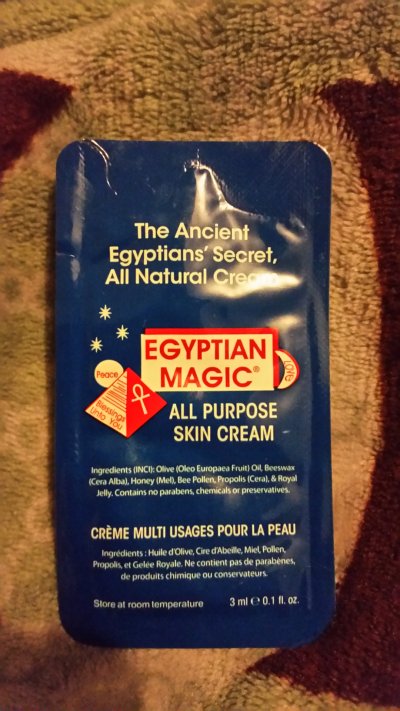 The Ancient
Egyptians' Secret,
All Natural Cream
EGYPTIAN
MAGIC®
Peace
LOVE
Blessings
Unto You
ALL PURPOSE
SKIN CREAM
Ingredients (INCI): Olive (Oleo Europaea Fruit) Oil, Beeswax
(Cera Alba), Honey (Mel), Bee Pollen, Propolis (Cera), & Royal
Jelly. Contains no parabens, chemicals or preservatives.
CRÈME MULTI USAGES POUR LA PEAU
Ingrédients : Huile d'Olive, Cire d'Abeille, Miel, Pollen,
Propolis, et Gelée Royale. Ne contient pas de parabènes,
de produits chimique ou conservateurs.
Store at room temperature 3 ml ℮ 0.1 fl. oz.